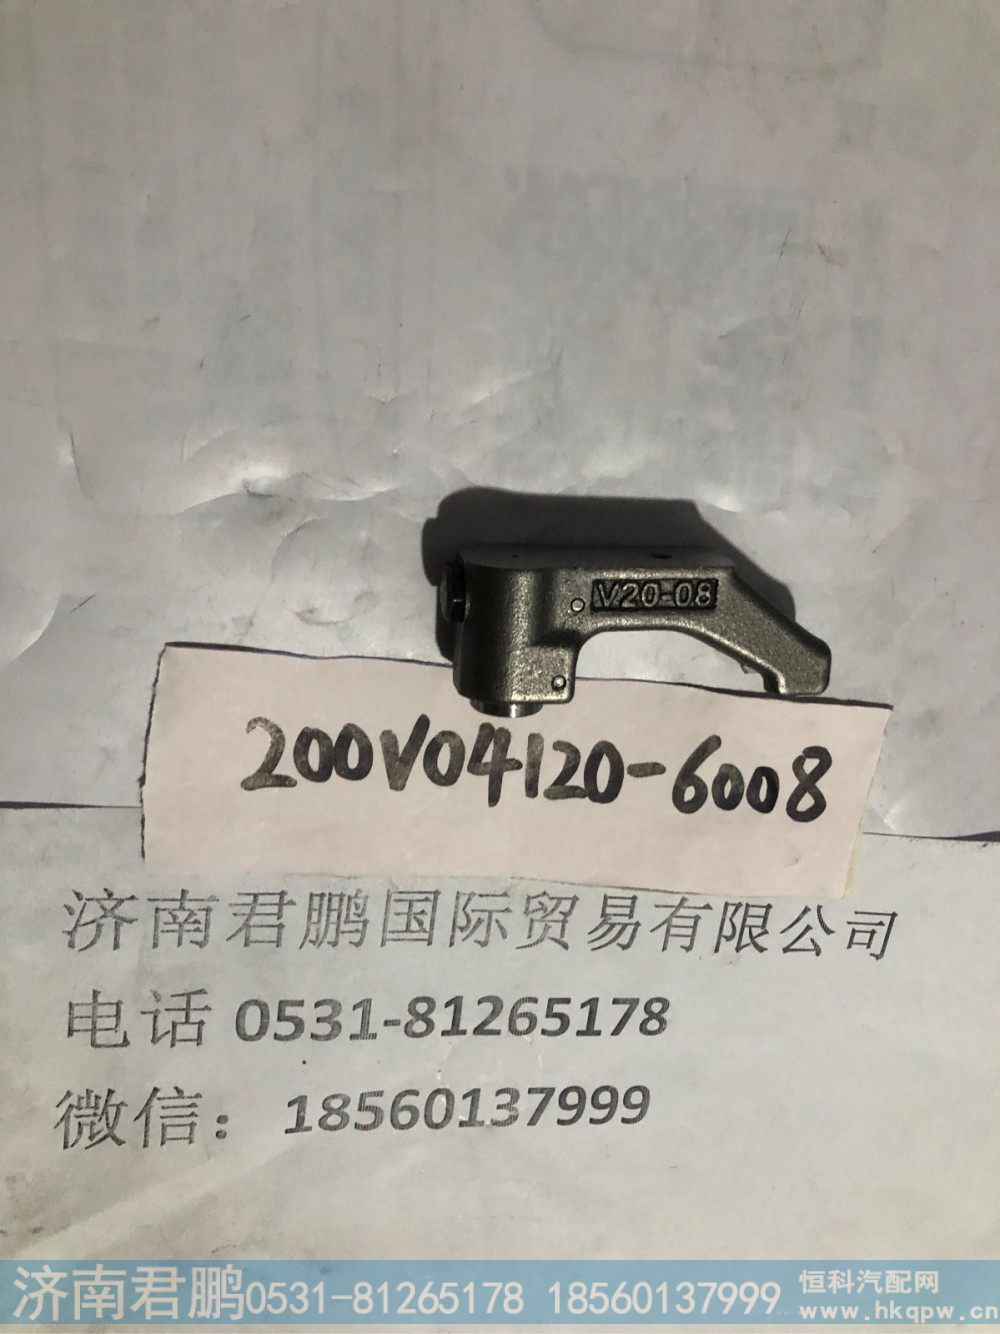 V20-08
200V04120-6008
济南君鹏国际贸易有限公司
电话 0531-81265178
微信： 18560137999
济南君鹏0531-81265178 18560137999
恒科汽配网
www.hkqpw.cn